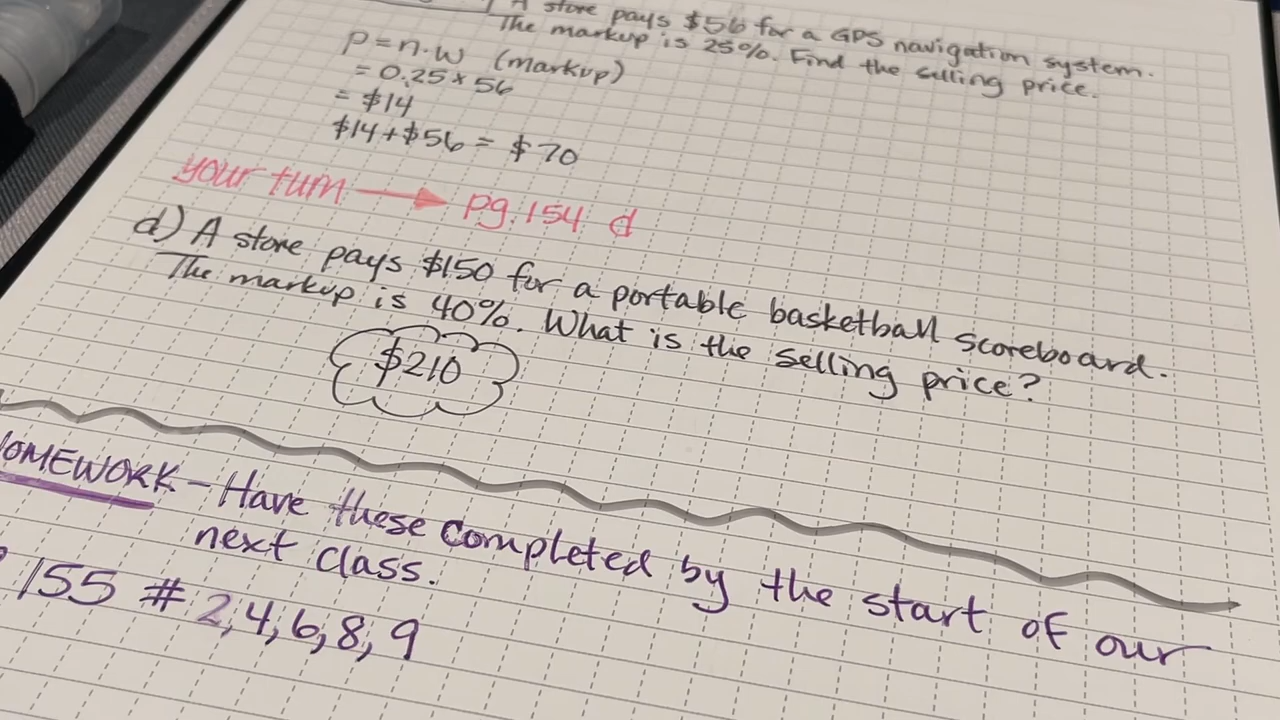 A store pays $56 for a GPS navigation system.
The markup is 25%. Find the selling price.
p = n · w (markup)
= 0.25 × 56
= $14
$14 + $56 = $70
your turn → pg. 154 d
d) A store pays $150 for a portable basketball scoreboard.
The markup is 40%. What is the selling price?
$210
HOMEWORK - Have these completed by the start of our
next class.
155 # 2, 4, 6, 8, 9